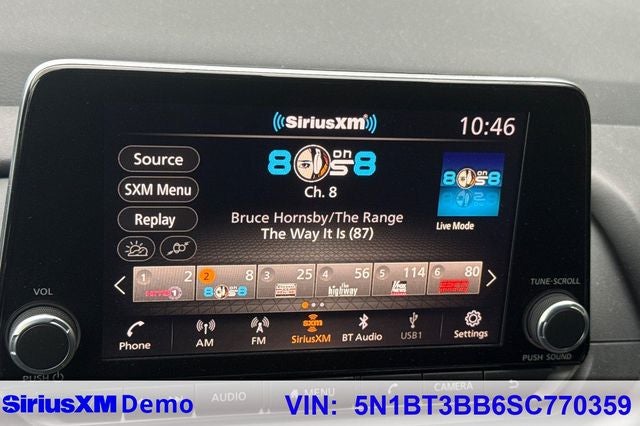 ((SiriusXM))
10:46
Source
80s on 8
SXM Menu
Ch. 8
Replay
Bruce Hornsby/The Range
The Way It Is (87)
Live Mode
1 2
2 8
3 25
4 56 the highway
5 114 FOX
6 80 ESPN
VOL
TUNE·SCROLL
Phone
AM
FM
sxm SiriusXM
BT Audio
USB1
Settings
PUSH
PUSH SOUND
AUDIO
MENU
CAMERA
SiriusXM Demo
VIN: 5N1BT3BB6SC770359